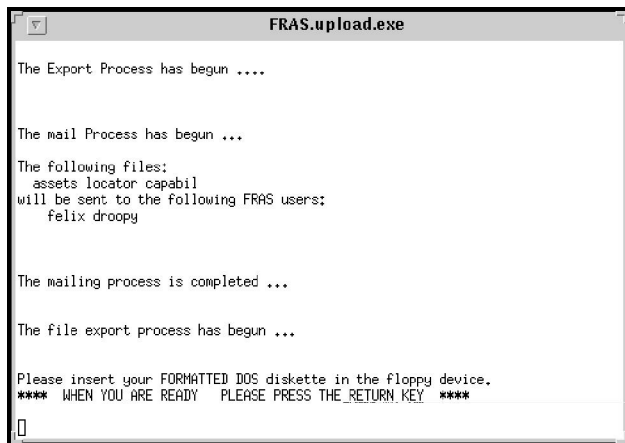 FRAS.upload.exe
The Export Process has begun ....
The mail Process has begun ...
The following files:
assets locator capabil
will be sent to the following FRAS users:
felix droopy
The mailing process is completed ...
The file export process has begun ...
Please insert your FORMATTED DOS diskette in the floppy device.
**** WHEN YOU ARE READY PLEASE PRESS THE RETURN KEY ****